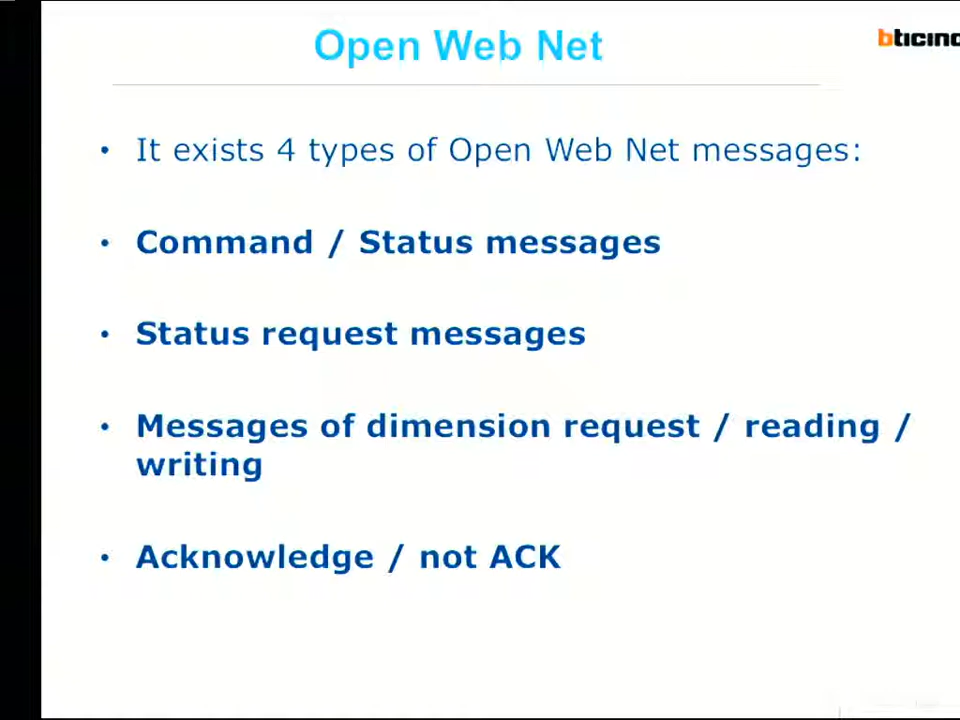 Open Web Net
bticino
• It exists 4 types of Open Web Net messages:
• Command / Status messages
• Status request messages
• Messages of dimension request / reading /
writing
• Acknowledge / not ACK